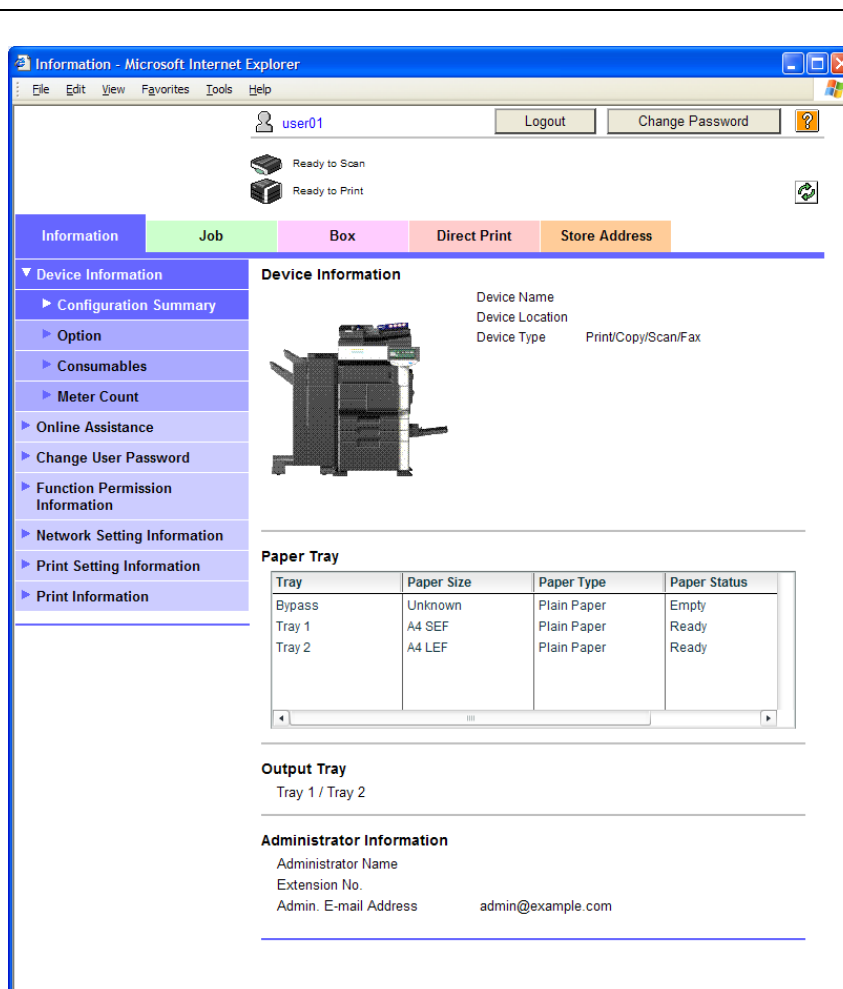 Information - Microsoft Internet Explorer
File Edit View Favorites Tools Help
user01 Logout Change Password ?
Ready to Scan
Ready to Print
Information Job Box Direct Print Store Address
Device Information
Configuration Summary
Option
Consumables
Meter Count
Online Assistance
Change User Password
Function Permission
Information
Network Setting Information
Print Setting Information
Print Information
Device Information
Device Name
Device Location
Device Type Print/Copy/Scan/Fax
Paper Tray
Tray Paper Size Paper Type Paper Status
Bypass Unknown Plain Paper Empty
Tray 1 A4 SEF Plain Paper Ready
Tray 2 A4 LEF Plain Paper Ready
Output Tray
Tray 1 / Tray 2
Administrator Information
Administrator Name
Extension No.
Admin. E-mail Address admin@example.com